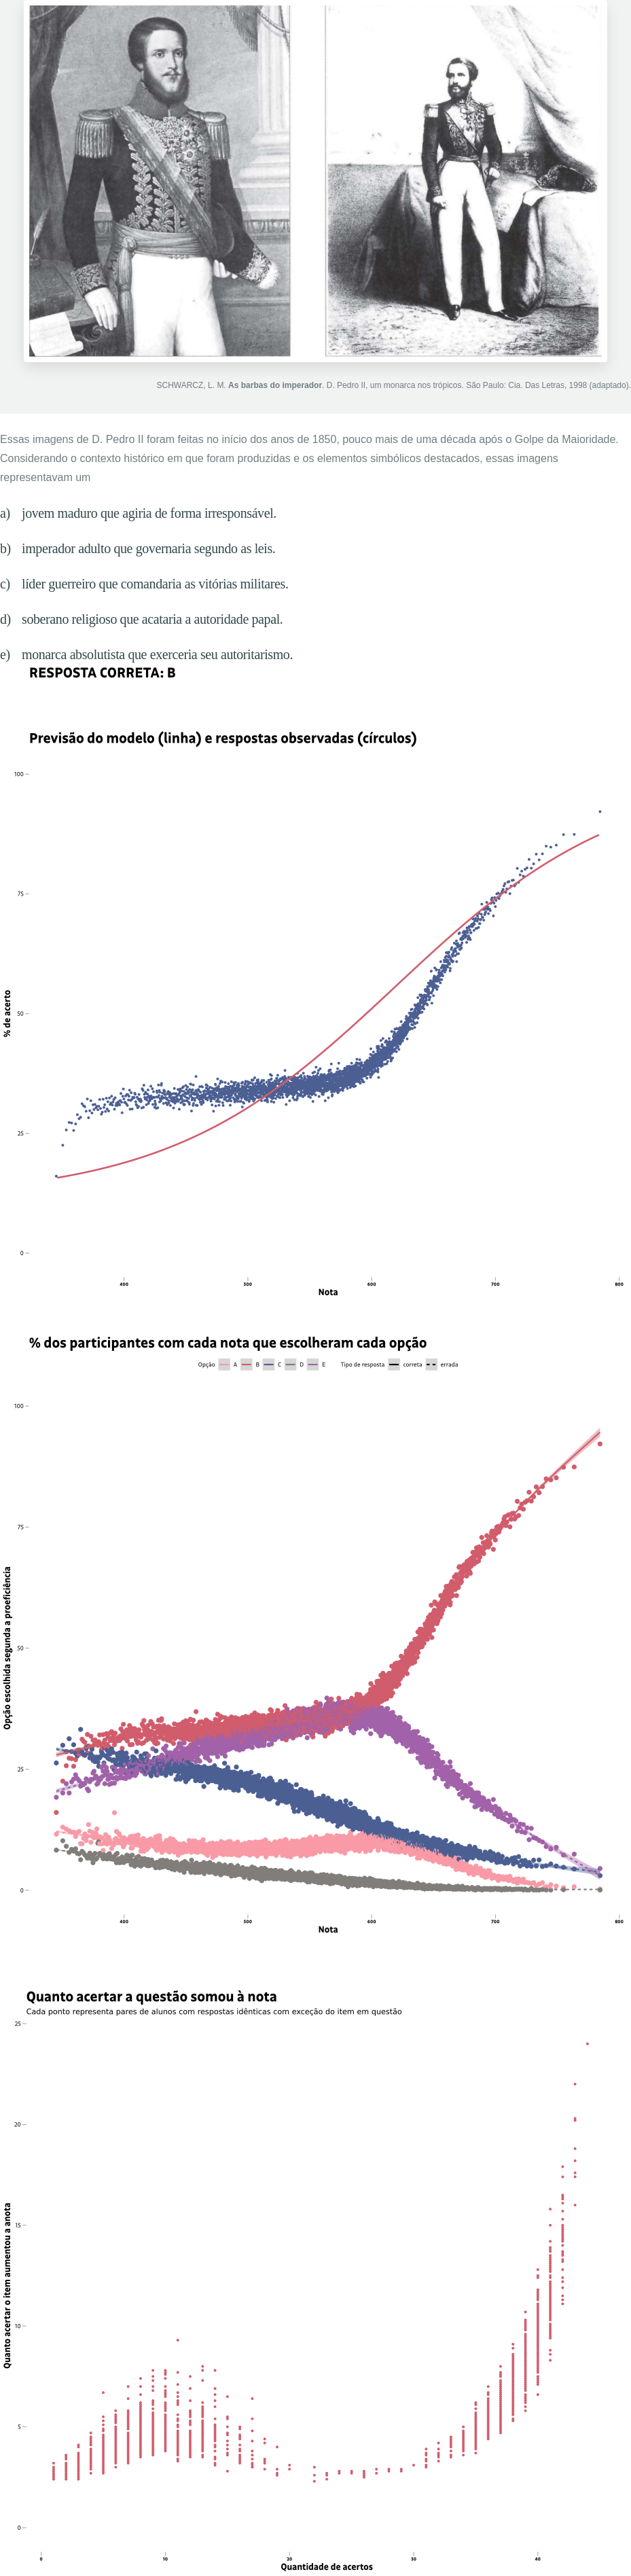 SCHWARCZ, L. M. As barbas do imperador. D. Pedro II, um monarca nos trópicos. São Paulo: Cia. Das Letras, 1998 (adaptado).
Essas imagens de D. Pedro II foram feitas no início dos anos de 1850, pouco mais de uma década após o Golpe da Maioridade.
Considerando o contexto histórico em que foram produzidas e os elementos simbólicos destacados, essas imagens
representavam um
a) jovem maduro que agiria de forma irresponsável.
b) imperador adulto que governaria segundo as leis.
c) líder guerreiro que comandaria as vitórias militares.
d) soberano religioso que acataria a autoridade papal.
e) monarca absolutista que exerceria seu autoritarismo.
RESPOSTA CORRETA: B
Previsão do modelo (linha) e respostas observadas (círculos)
100
75
% de acerto
50
25
0
400 500 600 700 800
Nota
% dos participantes com cada nota que escolheram cada opção
Opção A B C D E Tipo de resposta correta errada
100
75
Opção escolhida segunda a proeficiência
50
25
0
400 500 600 700 800
Nota
Quanto acertar a questão somou à nota
Cada ponto representa pares de alunos com respostas idênticas com exceção do item em questão
25
20
15
Quanto acertar o item aumentou a anota
10
5
0
0 10 20 30 40
Quantidade de acertos